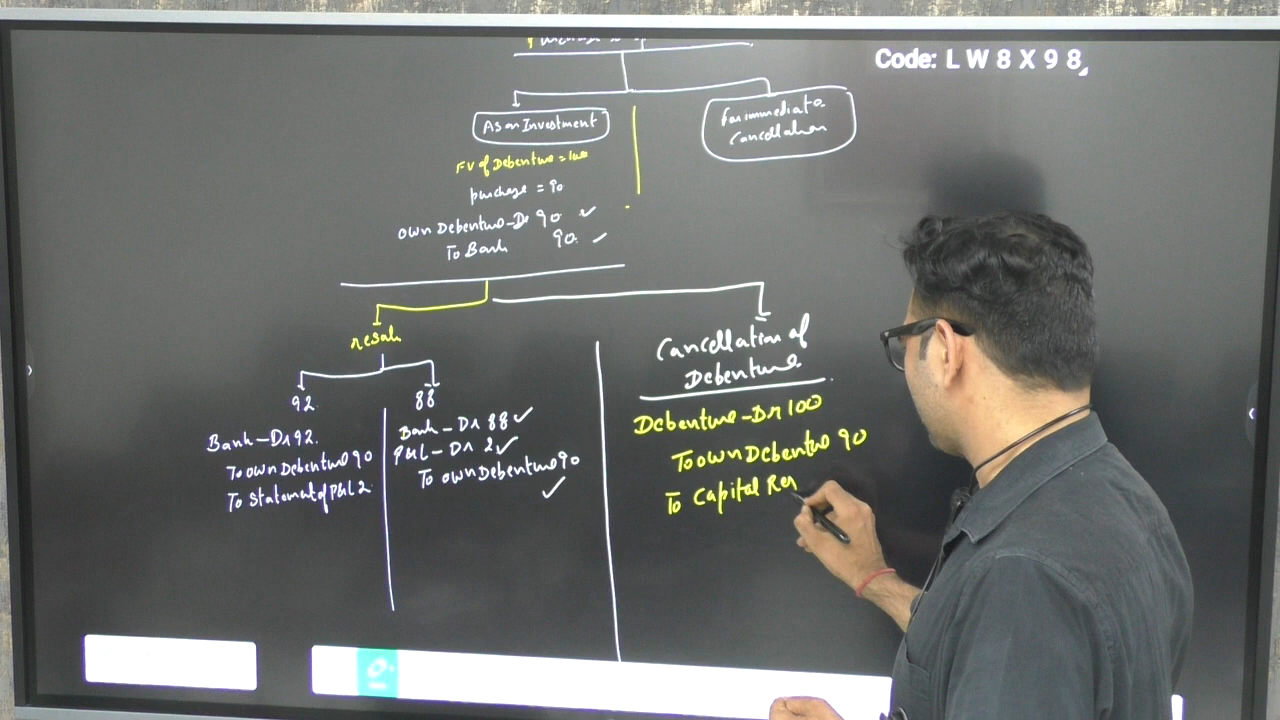 Code: L W 8 X 9 8
As an Investment
For immediate
Cancellation
FV of Debenture = 100
purchase = 90
own Debenture-Dr 90
To Bank 90
resale
92
88
Bank-Dr 92.
To own Debenture 90
To Statement of P&L 2
Bank-Dr 88
P&L-Dr 2
To own Debenture 90
Cancellation of
Debenture.
Debenture-Dr 100
To own Debenture 90
To Capital Res